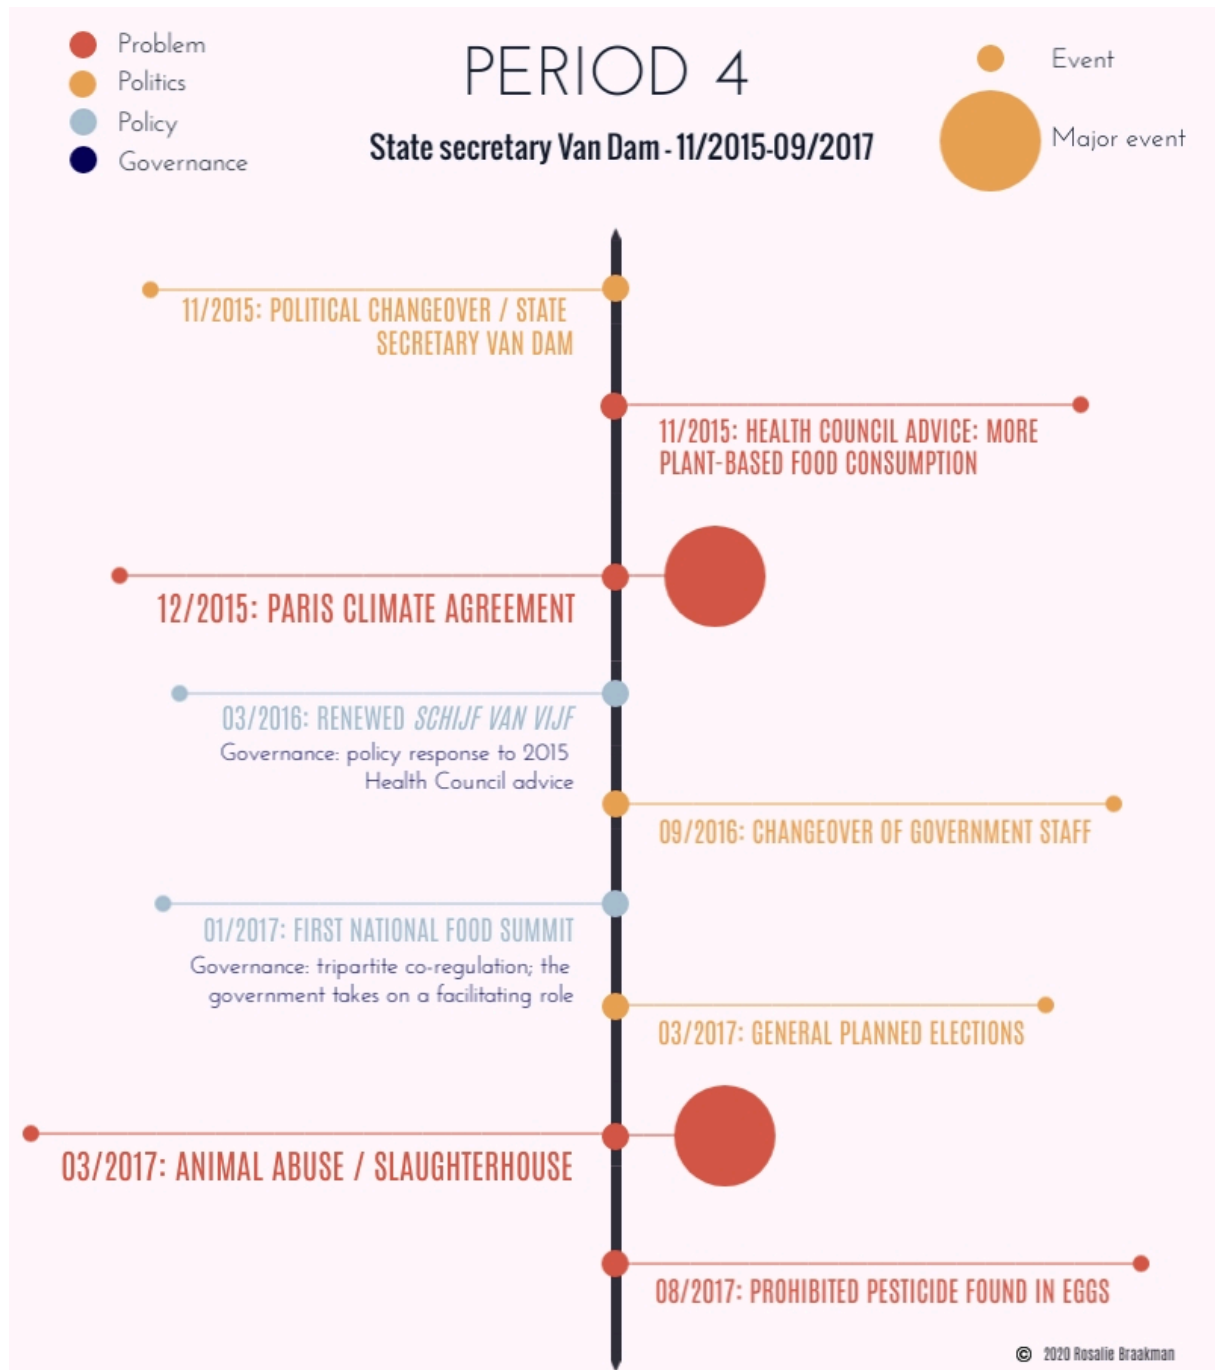 Problem
Politics
Policy
Governance
PERIOD 4
State secretary Van Dam - 11/2015-09/2017
Event
Major event
11/2015: POLITICAL CHANGEOVER / STATE
SECRETARY VAN DAM
11/2015: HEALTH COUNCIL ADVICE: MORE
PLANT-BASED FOOD CONSUMPTION
12/2015: PARIS CLIMATE AGREEMENT
03/2016: RENEWED SCHIJF VAN VIJF
Governance: policy response to 2015
Health Council advice
09/2016: CHANGEOVER OF GOVERNMENT STAFF
01/2017: FIRST NATIONAL FOOD SUMMIT
Governance: tripartite co-regulation; the
government takes on a facilitating role
03/2017: GENERAL PLANNED ELECTIONS
03/2017: ANIMAL ABUSE / SLAUGHTERHOUSE
08/2017: PROHIBITED PESTICIDE FOUND IN EGGS
© 2020 Rosalie Braakman